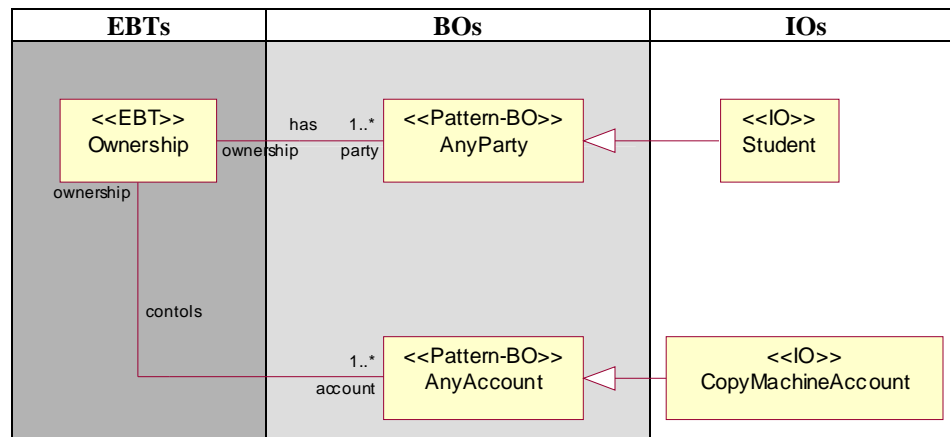 EBTs
BOs
IOs
<<EBT>>
Ownership
has
1..*
ownership
party
<<Pattern-BO>>
AnyParty
<<IO>>
Student
ownership
contols
1..*
account
<<Pattern-BO>>
AnyAccount
<<IO>>
CopyMachineAccount